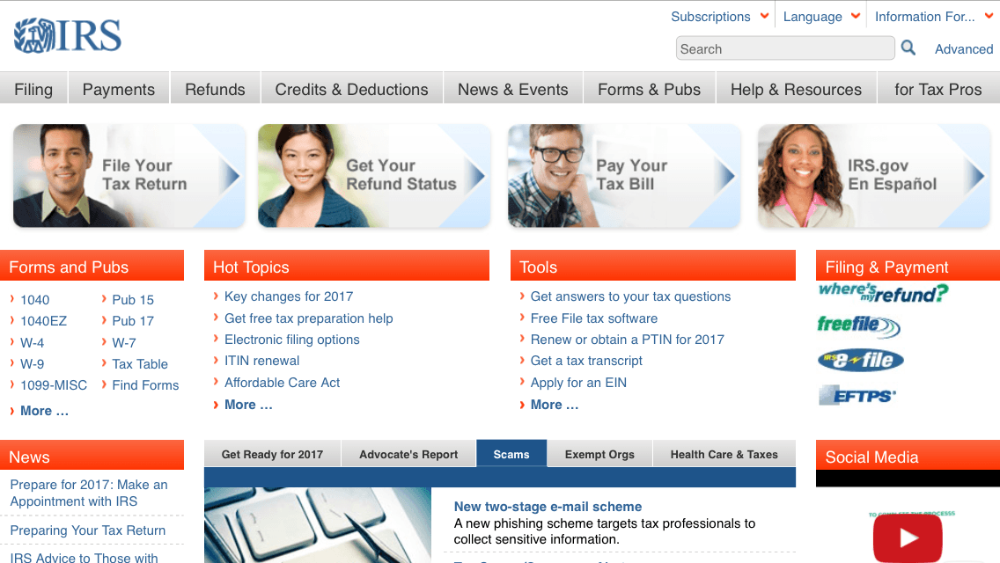 IRS
Subscriptions
Language
Information For...
Search
Advanced
Filing
Payments
Refunds
Credits & Deductions
News & Events
Forms & Pubs
Help & Resources
for Tax Pros
File Your
Tax Return
Get Your
Refund Status
Pay Your
Tax Bill
IRS.gov
En Español
Forms and Pubs
1040
Pub 15
1040EZ
Pub 17
W-4
W-7
W-9
Tax Table
1099-MISC
Find Forms
More ...
Hot Topics
Key changes for 2017
Get free tax preparation help
Electronic filing options
ITIN renewal
Affordable Care Act
More ...
Tools
Get answers to your tax questions
Free File tax software
Renew or obtain a PTIN for 2017
Get a tax transcript
Apply for an EIN
More ...
Filing & Payment
where's my refund?
freefile
IRS e-file
EFTPS
News
Prepare for 2017: Make an
Appointment with IRS
Preparing Your Tax Return
IRS Advice to Those with
Get Ready for 2017
Advocate's Report
Scams
Exempt Orgs
Health Care & Taxes
New two-stage e-mail scheme
A new phishing scheme targets tax professionals to
collect sensitive information.
Social Media
TO COMPLETE THE PROCESSS